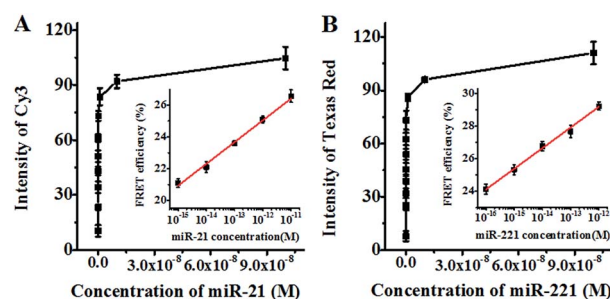 A
Intensity of Cy3
120
90
60
30
0
0.0 3.0x10⁻⁸ 6.0x10⁻⁸ 9.0x10⁻⁸
Concentration of miR-21 (M)
FRET efficiency (%)
26
24
22
20
10⁻¹⁵ 10⁻¹⁴ 10⁻¹³ 10⁻¹² 10⁻¹¹
miR-21 concentration(M)
B
Intensity of Texas Red
120
90
60
30
0
0.0 3.0x10⁻⁸ 6.0x10⁻⁸ 9.0x10⁻⁸
Concentration of miR-221 (M)
FRET efficiency (%)
30
28
26
24
10⁻¹⁶ 10⁻¹⁵ 10⁻¹⁴ 10⁻¹³ 10⁻¹²
miR-221 concentration(M)